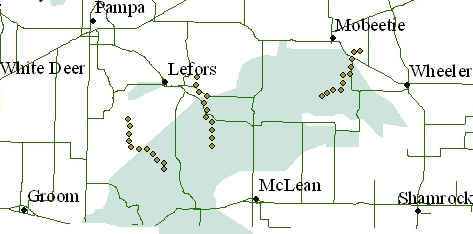 Pampa
Mobeetie
White Deer
Lefors
Wheeler
McLean
Groom
Shamrock